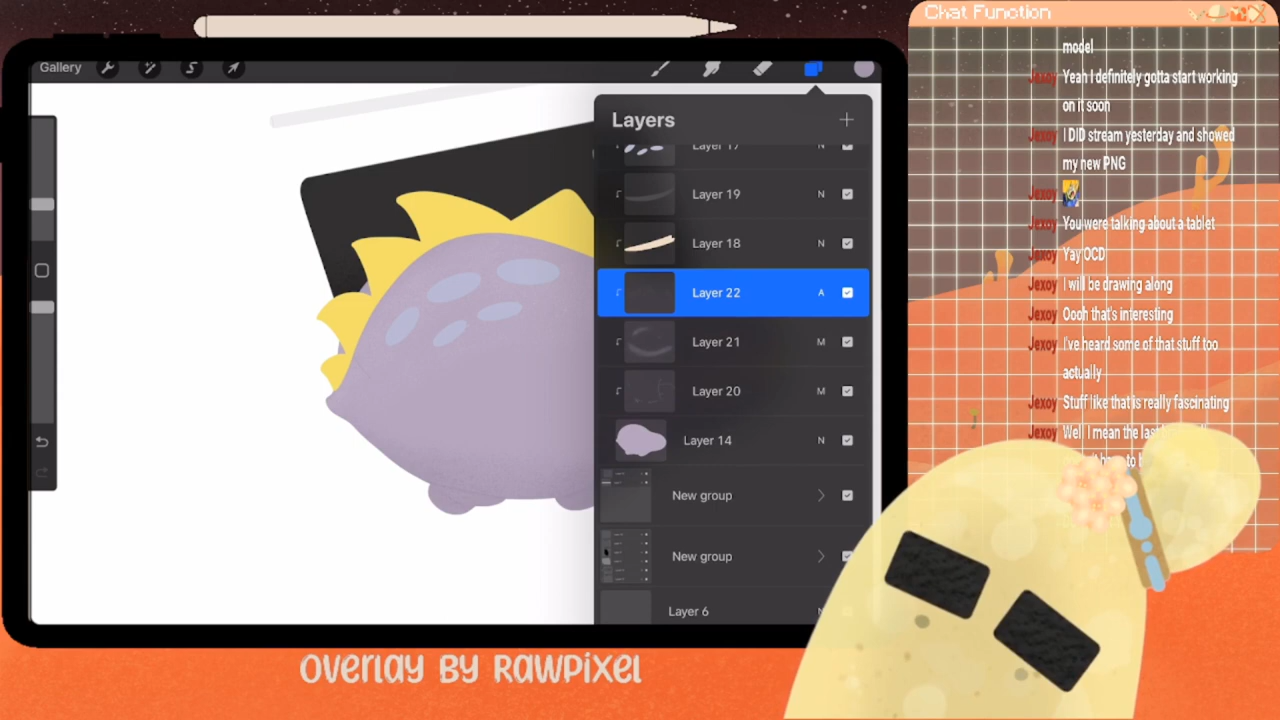 Chat Function
Gallery
Layers
Layer 17 N
Layer 19 N
Layer 18 N
Layer 22 A
Layer 21 M
Layer 20 M
Layer 14 N
New group
New group
Layer 6
model
Jexoy Yeah I definitely gotta start working
on it soon
Jexoy I DID stream yesterday and showed
my new PNG
Jexoy
Jexoy You were talking about a tablet
Jexoy Yay OCD
Jexoy I will be drawing along
Jexoy Oooh that's interesting
Jexoy I've heard some of that stuff too
actually
Jexoy Stuff like that is really fascinating
Jexoy Well I mean the
to
OVERLAY BY RAWPIXEL